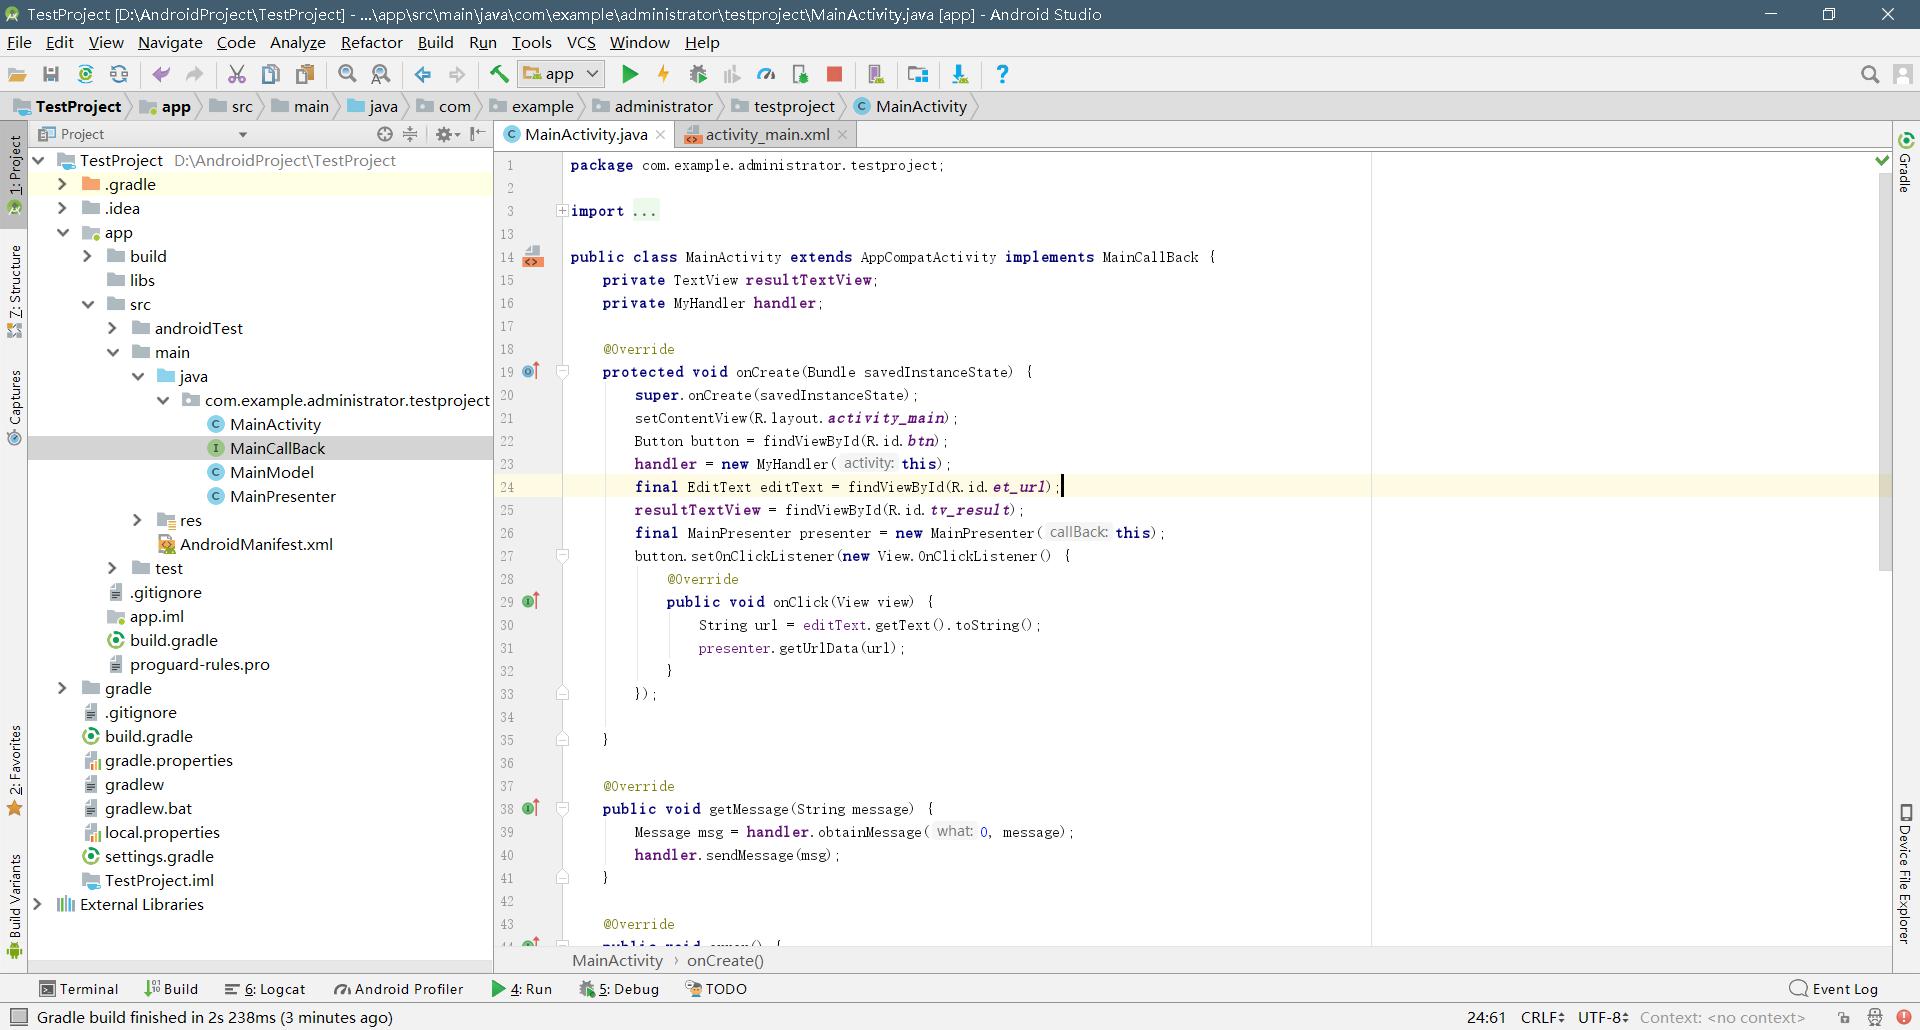 TestProject [D:\AndroidProject\TestProject] - ...\app\src\main\java\com\example\administrator\testproject\MainActivity.java [app] - Android Studio
File Edit View Navigate Code Analyze Refactor Build Run Tools VCS Window Help
app
TestProject app src main java com example administrator testproject MainActivity
Project
MainActivity.java activity_main.xml
1: Project
Z: Structure
Captures
2: Favorites
Build Variants
TestProject D:\AndroidProject\TestProject
.gradle
.idea
app
build
libs
src
androidTest
main
java
com.example.administrator.testproject
MainActivity
MainCallBack
MainModel
MainPresenter
res
AndroidManifest.xml
test
.gitignore
app.iml
build.gradle
proguard-rules.pro
gradle
.gitignore
build.gradle
gradle.properties
gradlew
gradlew.bat
local.properties
settings.gradle
TestProject.iml
External Libraries
1 package com.example.administrator.testproject;
2
3 import ...
13
14 public class MainActivity extends AppCompatActivity implements MainCallBack {
15 private TextView resultTextView;
16 private MyHandler handler;
17
18 @Override
19 protected void onCreate(Bundle savedInstanceState) {
20 super.onCreate(savedInstanceState);
21 setContentView(R.layout.activity_main);
22 Button button = findViewById(R.id.btn);
23 handler = new MyHandler( activity: this);
24 final EditText editText = findViewById(R.id.et_url);
25 resultTextView = findViewById(R.id.tv_result);
26 final MainPresenter presenter = new MainPresenter( callBack: this);
27 button.setOnClickListener(new View.OnClickListener() {
28 @Override
29 public void onClick(View view) {
30 String url = editText.getText().toString();
31 presenter.getUrlData(url);
32 }
33 });
34
35 }
36
37 @Override
38 public void getMessage(String message) {
39 Message msg = handler.obtainMessage( what: 0, message);
40 handler.sendMessage(msg);
41 }
42
43 @Override
MainActivity › onCreate()
Gradle
Device File Explorer
Terminal Build 6: Logcat Android Profiler 4: Run 5: Debug TODO Event Log
Gradle build finished in 2s 238ms (3 minutes ago) 24:61 CRLF UTF-8 Context: <no context>